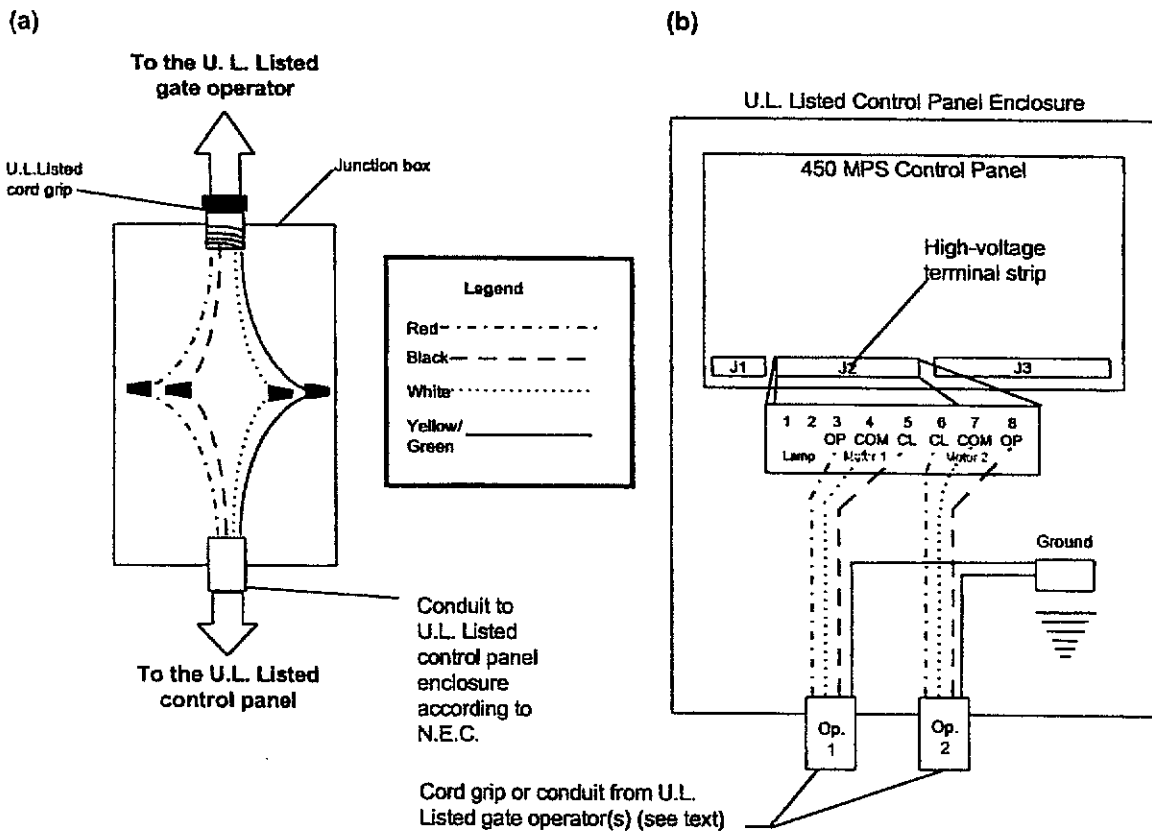 (a)
To the U. L. Listed
gate operator
U.L.Listed
cord grip
Junction box
Legend
Red
Black
White
Yellow/
Green
Conduit to
U.L. Listed
control panel
enclosure
according to
N.E.C.
To the U.L. Listed
control panel
(b)
U.L. Listed Control Panel Enclosure
450 MPS Control Panel
High-voltage
terminal strip
J1 J2 J3
1 2 3 4 5 6 7 8
OP COM CL CL COM OP
Lamp Motor 1 Motor 2
Ground
Op.
1
Op.
2
Cord grip or conduit from U.L.
Listed gate operator(s) (see text)